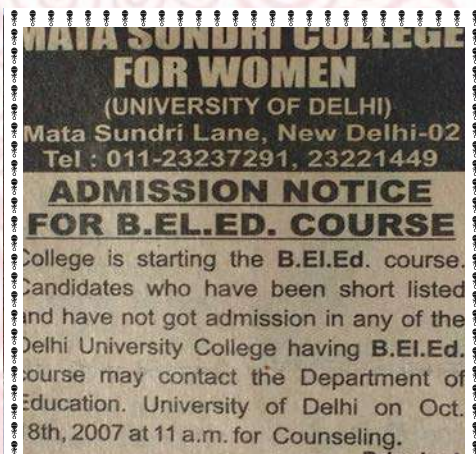 MATA SUNDRI COLLEGE
FOR WOMEN
(UNIVERSITY OF DELHI)
Mata Sundri Lane, New Delhi-02
Tel : 011-23237291, 23221449
ADMISSION NOTICE
FOR B.EL.ED. COURSE
College is starting the B.El.Ed. course.
Candidates who have been short listed
and have not got admission in any of the
Delhi University College having B.El.Ed.
course may contact the Department of
Education. University of Delhi on Oct.
8th, 2007 at 11 a.m. for Counseling.